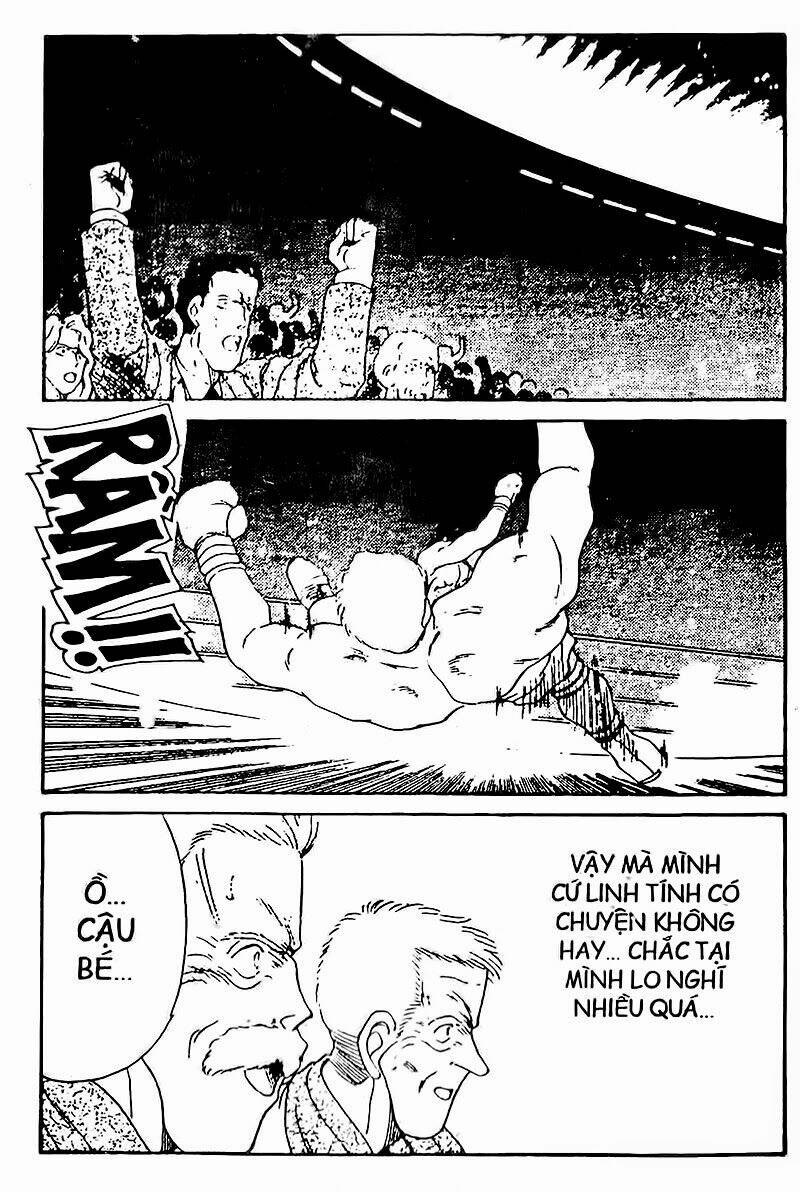 RẦM!!
Ồ...
CẬU
BÉ...
VẬY MÀ MÌNH
CỨ LINH TÍNH CÓ
CHUYỆN KHÔNG
HAY... CHẮC TẠI
MÌNH LO NGHĨ
NHIỀU QUÁ...